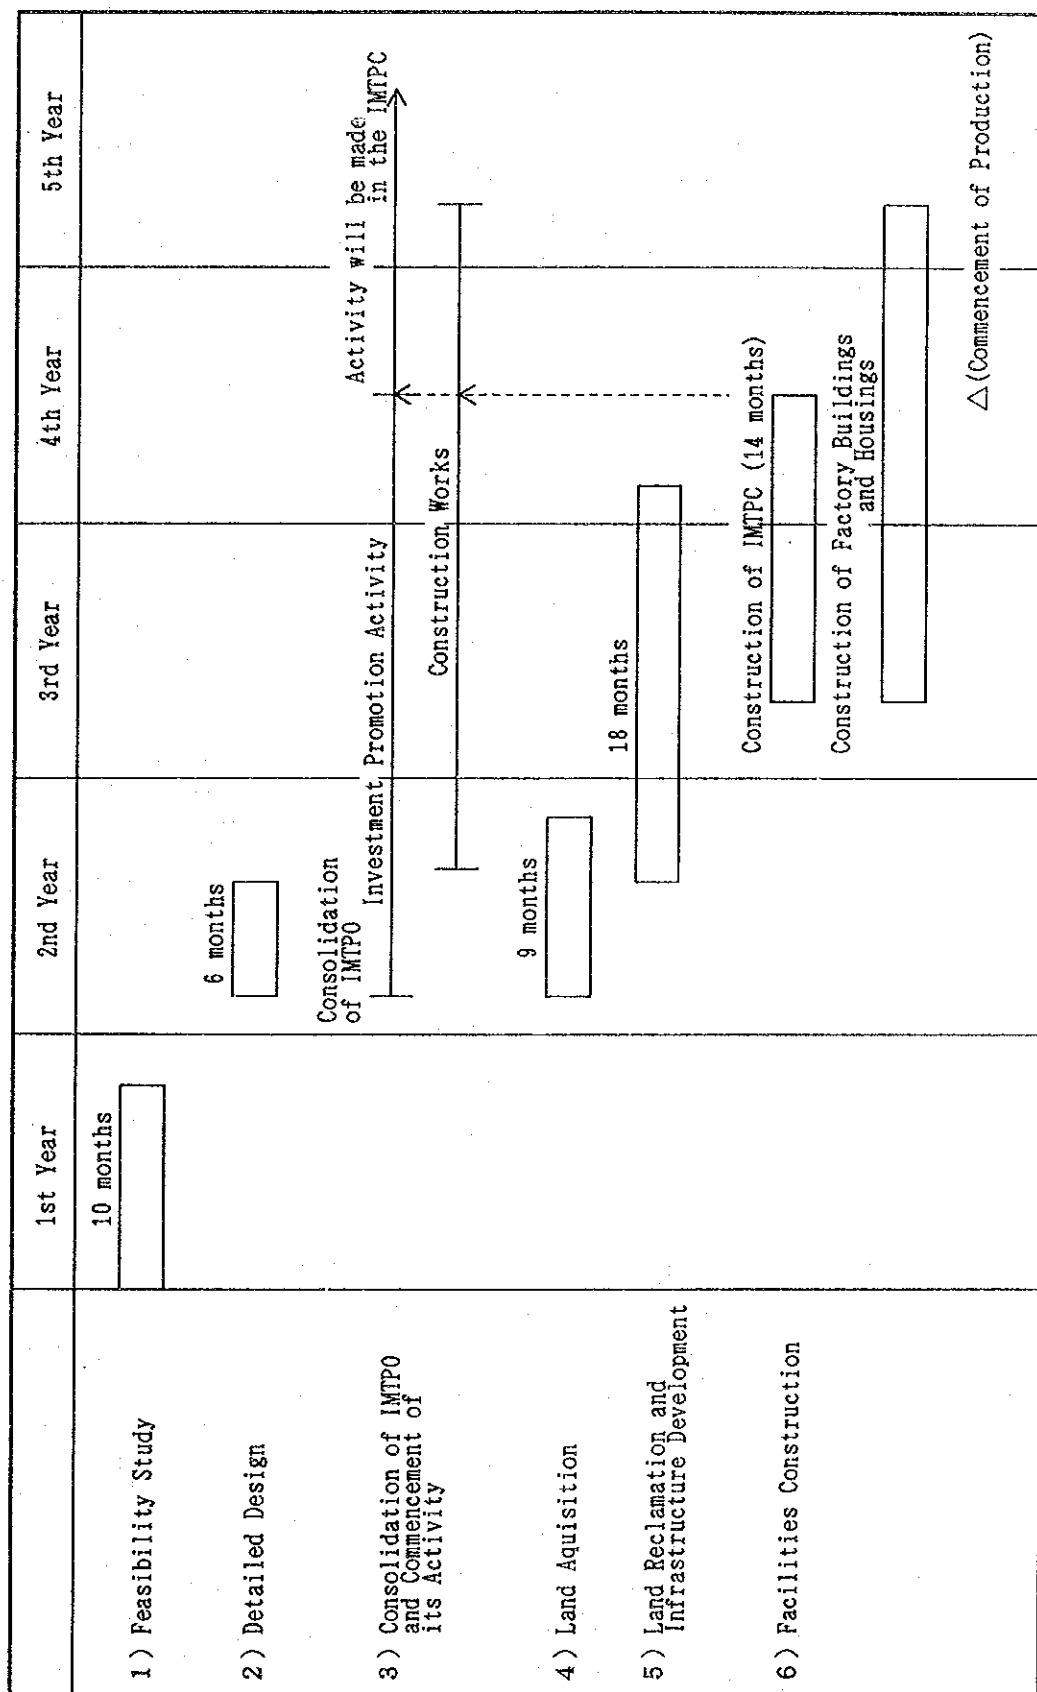 1st Year
2nd Year
3rd Year
4th Year
5th Year
1) Feasibility Study
10 months
2) Detailed Design
6 months
3) Consolidation of IMTPO
and Commencement of
its Activity
Consolidation
of IMTPO
Investment Promotion Activity
Activity will be made
in the IMTPC
Construction Works
4) Land Aquisition
9 months
5) Land Reclamation and
Infrastructure Development
18 months
6) Facilities Construction
Construction of IMTPC (14 months)
Construction of Factory Buildings
and Housings
△(Commencement of Production)